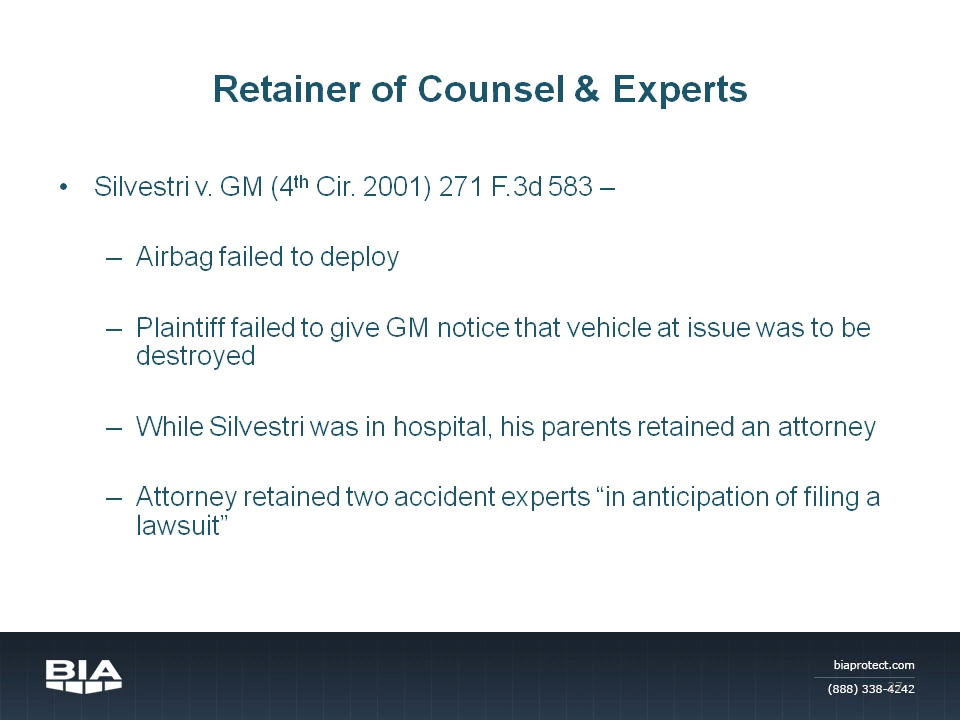 Retainer of Counsel & Experts
• Silvestri v. GM (4th Cir. 2001) 271 F.3d 583 –
– Airbag failed to deploy
– Plaintiff failed to give GM notice that vehicle at issue was to be
destroyed
– While Silvestri was in hospital, his parents retained an attorney
– Attorney retained two accident experts “in anticipation of filing a
lawsuit”
BIA
biaprotect.com
(888) 338-4242
27